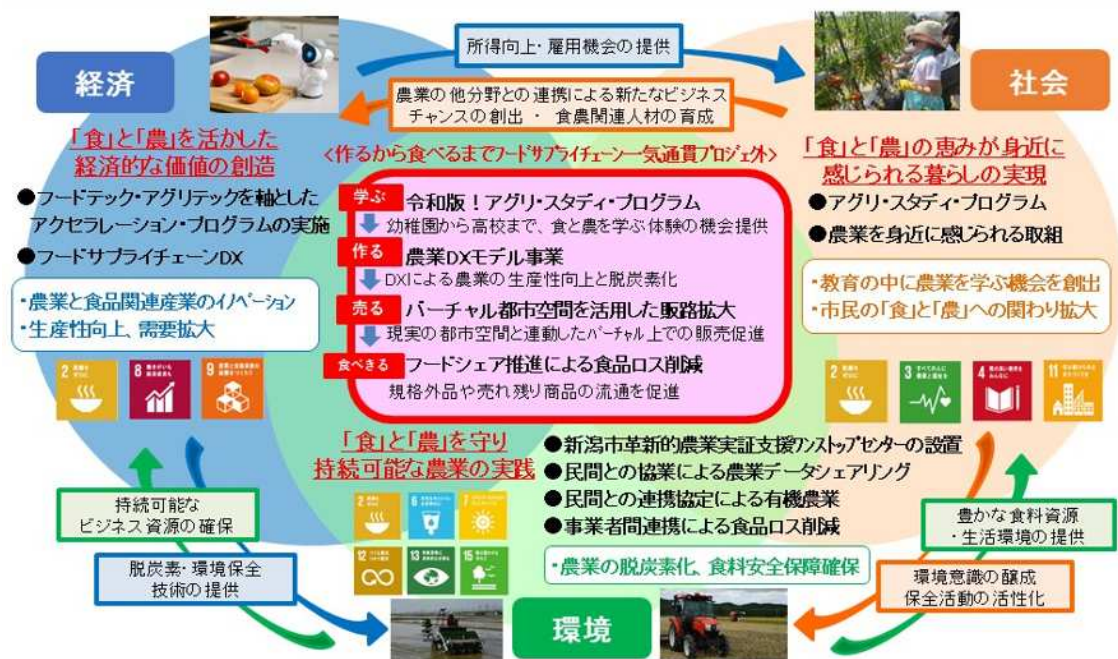 所得向上・雇用機会の提供
経済
社会
農業の他分野との連携による新たなビジネス
チャンスの創出 ・ 食農関連人材の育成
「食」と「農」を活かした
経済的な価値の創造
●フードテック・アグリテックを軸とした
アクセラレーション・プログラムの実施
●フードサプライチェーンDX
・農業と食品関連産業のイノベーション
・生産性向上、需要拡大
2
8
9
<作るから食べるまでフードサプライチェーン一気通貫プロジェクト>
学ぶ 令和版!アグリ・スタディ・プログラム
幼稚園から高校まで、食と農を学ぶ体験の機会提供
作る 農業DXモデル事業
DXによる農業の生産性向上と脱炭素化
売る バーチャル都市空間を活用した販路拡大
現実の都市空間と連動したバーチャル上での販売促進
食べきる フードシェア推進による食品ロス削減
規格外品や売れ残り商品の流通を促進
「食」と「農」の恵みが身近に
感じられる暮らしの実現
●アグリ・スタディ・プログラム
●農業を身近に感じられる取組
・教育の中に農業を学ぶ機会を創出
・市民の「食」と「農」への関わり拡大
2
3
4
11
「食」と「農」を守り
持続可能な農業の実践
2
6
7
12
13
15
●新潟市革新的農業実証支援ワンストップセンターの設置
●民間との協業による農業データシェアリング
●民間との連携協定による有機農業
●事業者間連携による食品ロス削減
・農業の脱炭素化、食料安全保障確保
持続可能な
ビジネス資源の確保
脱炭素・環境保全
技術の提供
豊かな食料資源
・生活環境の提供
環境意識の醸成
保全活動の活性化
環境